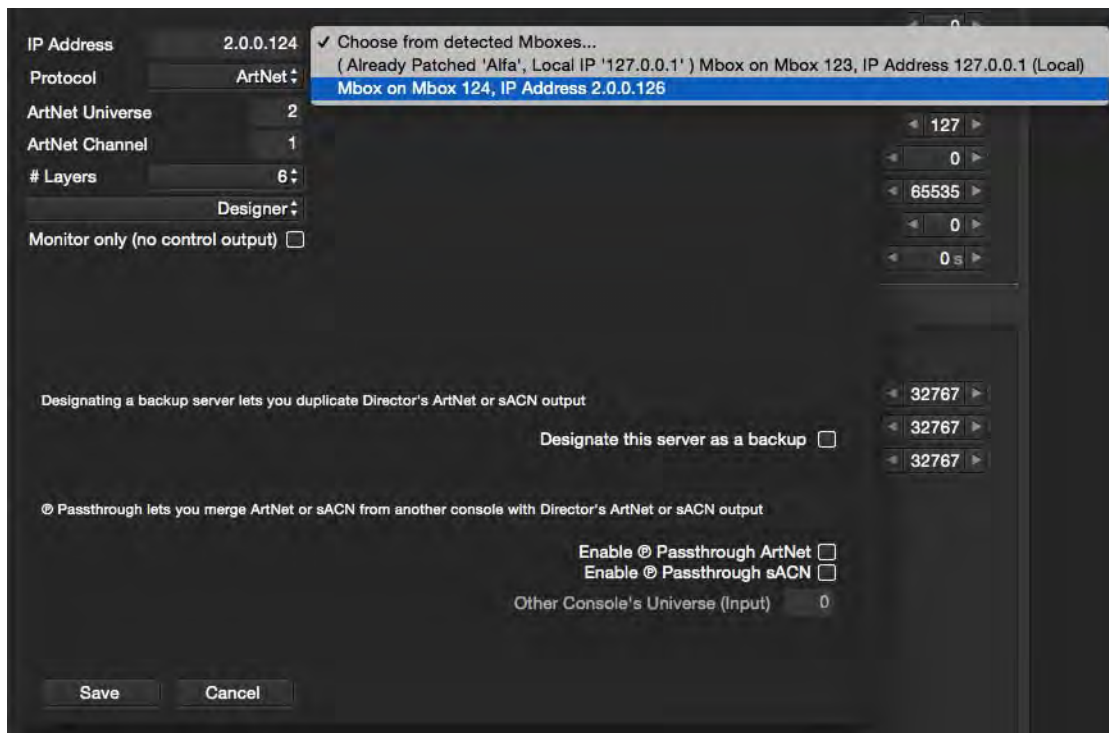 IP Address 2.0.0.124
✓ Choose from detected Mboxes...
( Already Patched 'Alfa', Local IP '127.0.0.1' ) Mbox on Mbox 123, IP Address 127.0.0.1 (Local)
Mbox on Mbox 124, IP Address 2.0.0.126
Protocol ArtNet
ArtNet Universe 2
ArtNet Channel 1
# Layers 6
Designer
Monitor only (no control output)
0
127
0
65535
0
0 s
Designating a backup server lets you duplicate Director's ArtNet or sACN output
Designate this server as a backup
32767
32767
32767
℗ Passthrough lets you merge ArtNet or sACN from another console with Director's ArtNet or sACN output
Enable ℗ Passthrough ArtNet
Enable ℗ Passthrough sACN
Other Console's Universe (Input) 0
Save Cancel